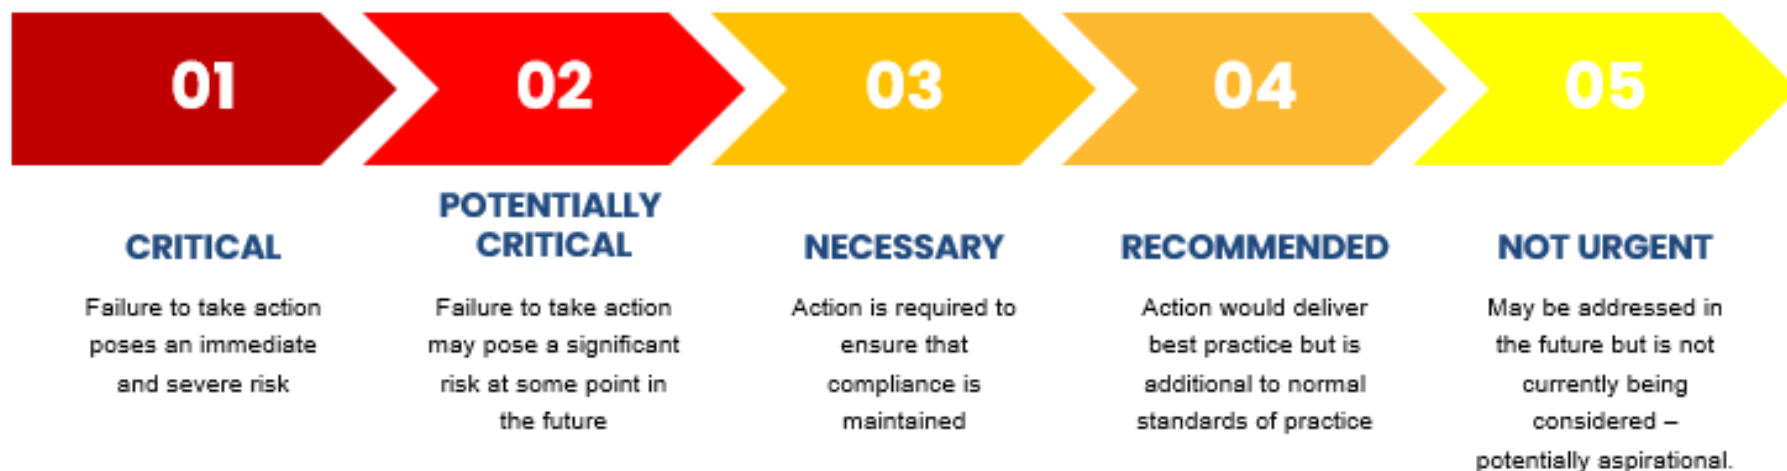 01
02
03
04
05
CRITICAL
Failure to take action
poses an immediate
and severe risk
POTENTIALLY
CRITICAL
Failure to take action
may pose a significant
risk at some point in
the future
NECESSARY
Action is required to
ensure that
compliance is
maintained
RECOMMENDED
Action would deliver
best practice but is
additional to normal
standards of practice
NOT URGENT
May be addressed in
the future but is not
currently being
considered –
potentially aspirational.